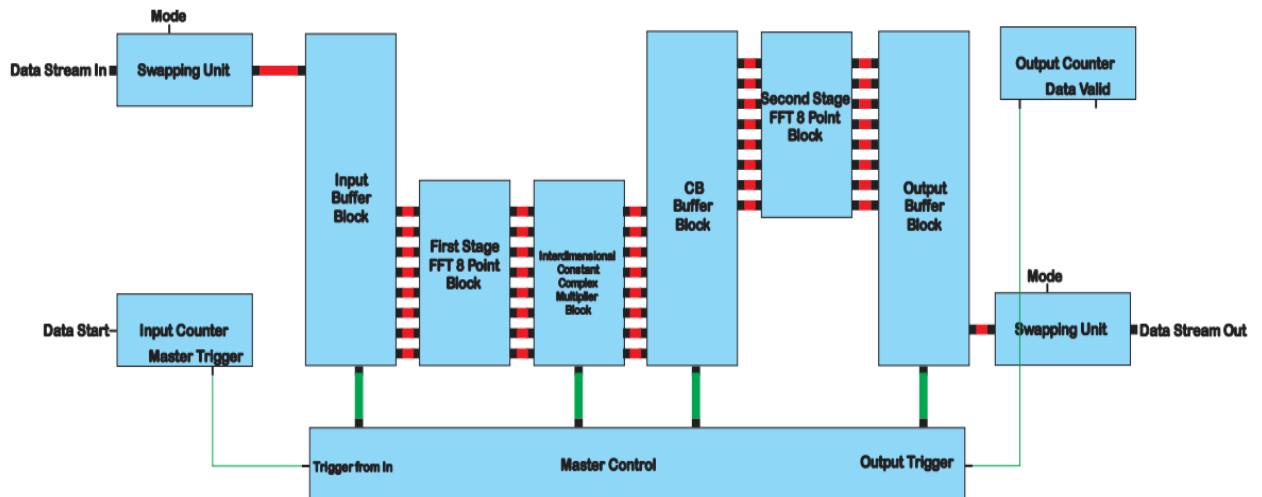 Mode
Data Stream In
Swapping Unit
Input
Buffer
Block
First Stage
FFT 8 Point
Block
Interdimensional
Constant
Complex
Multiplier
Block
CB
Buffer
Block
Second Stage
FFT 8 Point
Block
Output
Buffer
Block
Output Counter
Data Valid
Mode
Swapping Unit
Data Stream Out
Data Start
Input Counter
Master Trigger
Trigger from In
Master Control
Output Trigger